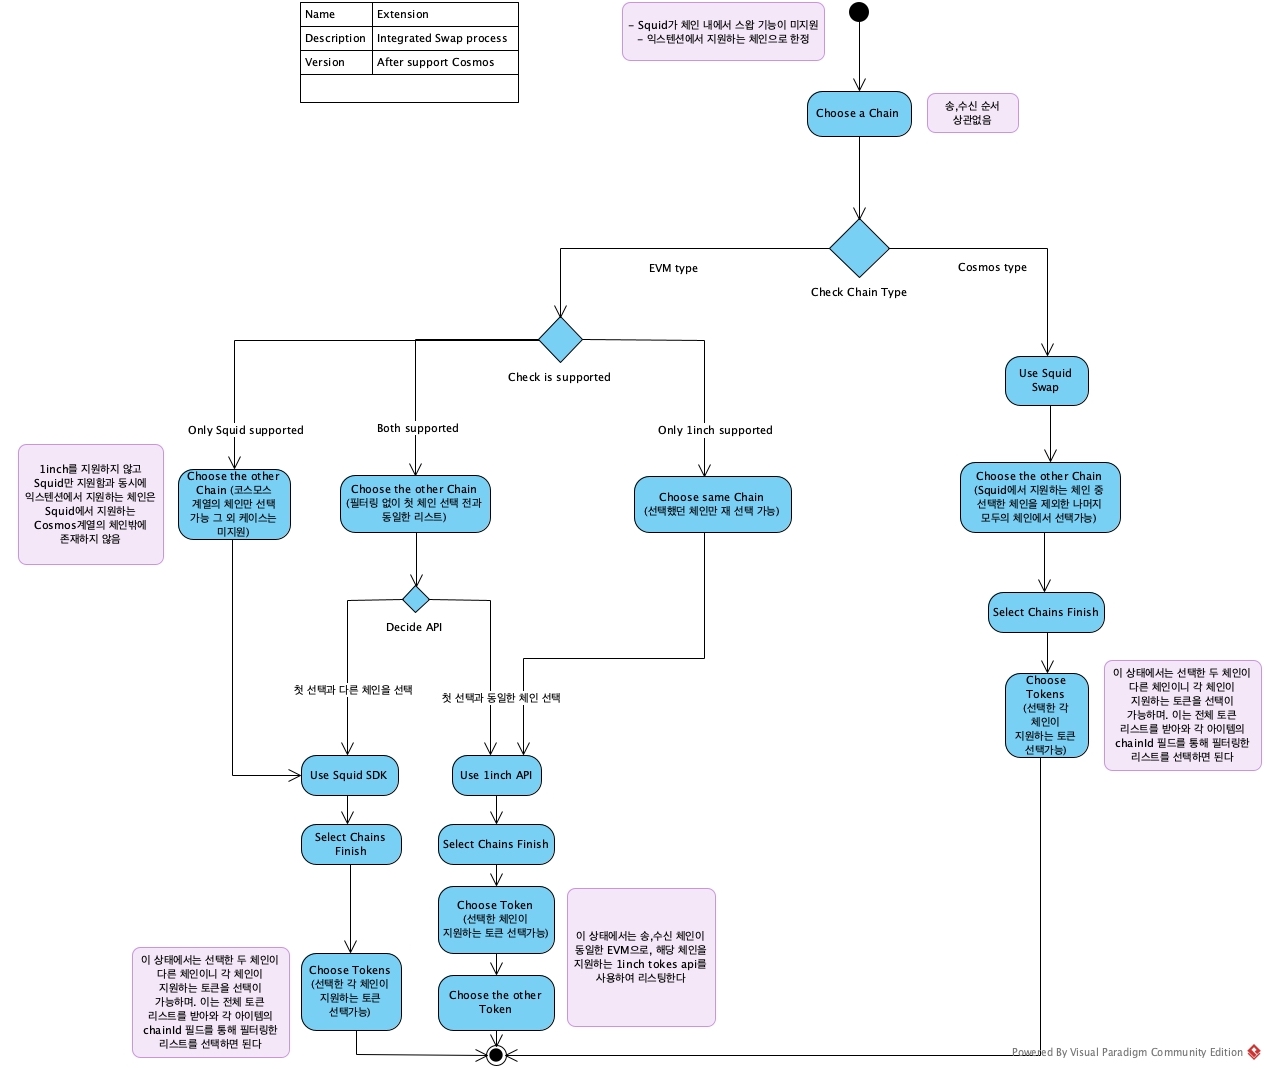 Name Extension
Description Integrated Swap process
Version After support Cosmos
- Squid가 체인 내에서 스왑 기능이 미지원
- 익스텐션에서 지원하는 체인으로 한정
Choose a Chain
송,수신 순서
상관없음
EVM type
Cosmos type
Check Chain Type
Check is supported
Use Squid
Swap
Only Squid supported
Both supported
Only 1inch supported
1inch를 지원하지 않고
Squid만 지원함과 동시에
익스텐션에서 지원하는 체인은
Squid에서 지원하는
Cosmos계열의 체인밖에
존재하지 않음
Choose the other
Chain (코스모스
계열의 체인만 선택
가능 그 외 케이스는
미지원)
Choose the other Chain
(필터링 없이 첫 체인 선택 전과
동일한 리스트)
Choose same Chain
(선택했던 체인만 재 선택 가능)
Choose the other Chain
(Squid에서 지원하는 체인 중
선택한 체인을 제외한 나머지
모두의 체인에서 선택가능)
Decide API
Select Chains Finish
첫 선택과 다른 체인을 선택
첫 선택과 동일한 체인 선택
Choose
Tokens
(선택한 각
체인이
지원하는 토큰
선택가능)
이 상태에서는 선택한 두 체인이
다른 체인이니 각 체인이
지원하는 토큰을 선택이
가능하며. 이는 전체 토큰
리스트를 받아와 각 아이템의
chainId 필드를 통해 필터링한
리스트를 선택하면 된다
Use Squid SDK
Use 1inch API
Select Chains
Finish
Select Chains Finish
Choose Token
(선택한 체인이
지원하는 토큰 선택가능)
이 상태에서는 송,수신 체인이
동일한 EVM으로, 해당 체인을
지원하는 1inch tokes api를
사용하여 리스팅한다
이 상태에서는 선택한 두 체인이
다른 체인이니 각 체인이
지원하는 토큰을 선택이
가능하며. 이는 전체 토큰
리스트를 받아와 각 아이템의
chainId 필드를 통해 필터링한
리스트를 선택하면 된다
Choose Tokens
(선택한 각 체인이
지원하는 토큰
선택가능)
Choose the other
Token
Powered By Visual Paradigm Community Edition